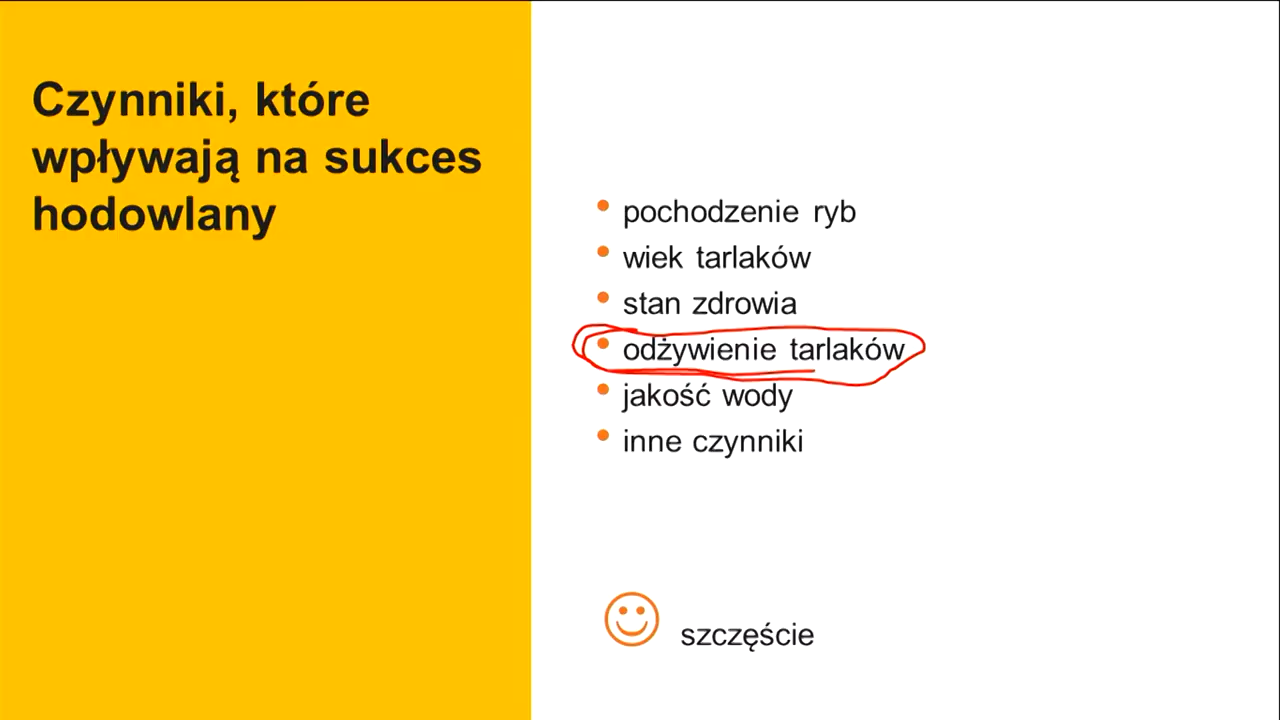 Czynniki, które
wpływają na sukces
hodowlany
pochodzenie ryb
wiek tarlaków
stan zdrowia
odżywienie tarlaków
jakość wody
inne czynniki
szczęście